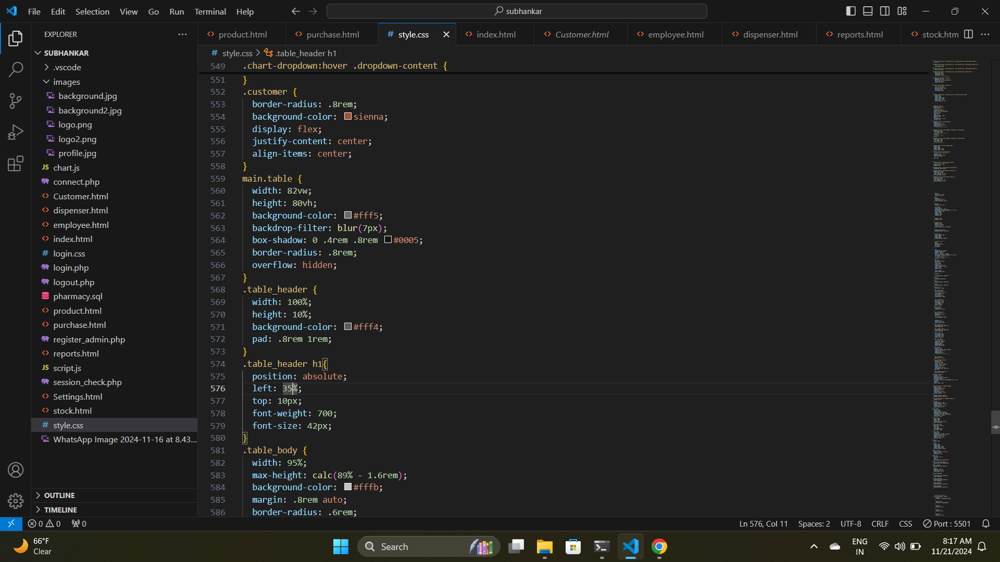 File Edit Selection View Go Run Terminal Help
subhankar
EXPLORER
SUBHANKAR
.vscode
images
background.jpg
background2.jpg
logo.png
logo2.png
profile.jpg
JS chart.js
connect.php
<> Customer.html
<> dispenser.html
<> employee.html
<> index.html
# login.css
login.php
logout.php
pharmacy.sql
<> product.html
<> purchase.html
register_admin.php
<> reports.html
JS script.js
session_check.php
<> Settings.html
<> stock.html
# style.css
WhatsApp Image 2024-11-16 at 8.43...
OUTLINE
TIMELINE
<> product.html <> purchase.html # style.css <> index.html <> Customer.html <> employee.html <> dispenser.html <> reports.html <> stock.htm
# style.css > .table_header h1
549 .chart-dropdown:hover .dropdown-content {
551 }
552 .customer {
553 border-radius: .8rem;
554 background-color: sienna;
555 display: flex;
556 justify-content: center;
557 align-items: center;
558 }
559 main.table {
560 width: 82vw;
561 height: 80vh;
562 background-color: #fff5;
563 backdrop-filter: blur(7px);
564 box-shadow: 0 .4rem .8rem #0005;
565 border-radius: .8rem;
566 overflow: hidden;
567 }
568 .table_header {
569 width: 100%;
570 height: 10%;
571 background-color: #fff4;
572 pad: .8rem 1rem;
573 }
574 .table_header h1{
575 position: absolute;
576 left: 35%;
577 top: 10px;
578 font-weight: 700;
579 font-size: 42px;
580 }
581 .table_body {
582 width: 95%;
583 max-height: calc(89% - 1.6rem);
584 background-color: #fffb;
585 margin: .8rem auto;
586 border-radius: .6rem;
0 0 0 Ln 576, Col 11 Spaces: 2 UTF-8 CRLF CSS Port : 5501
66°F
Clear
Search
ENG
IN
8:17 AM
11/21/2024